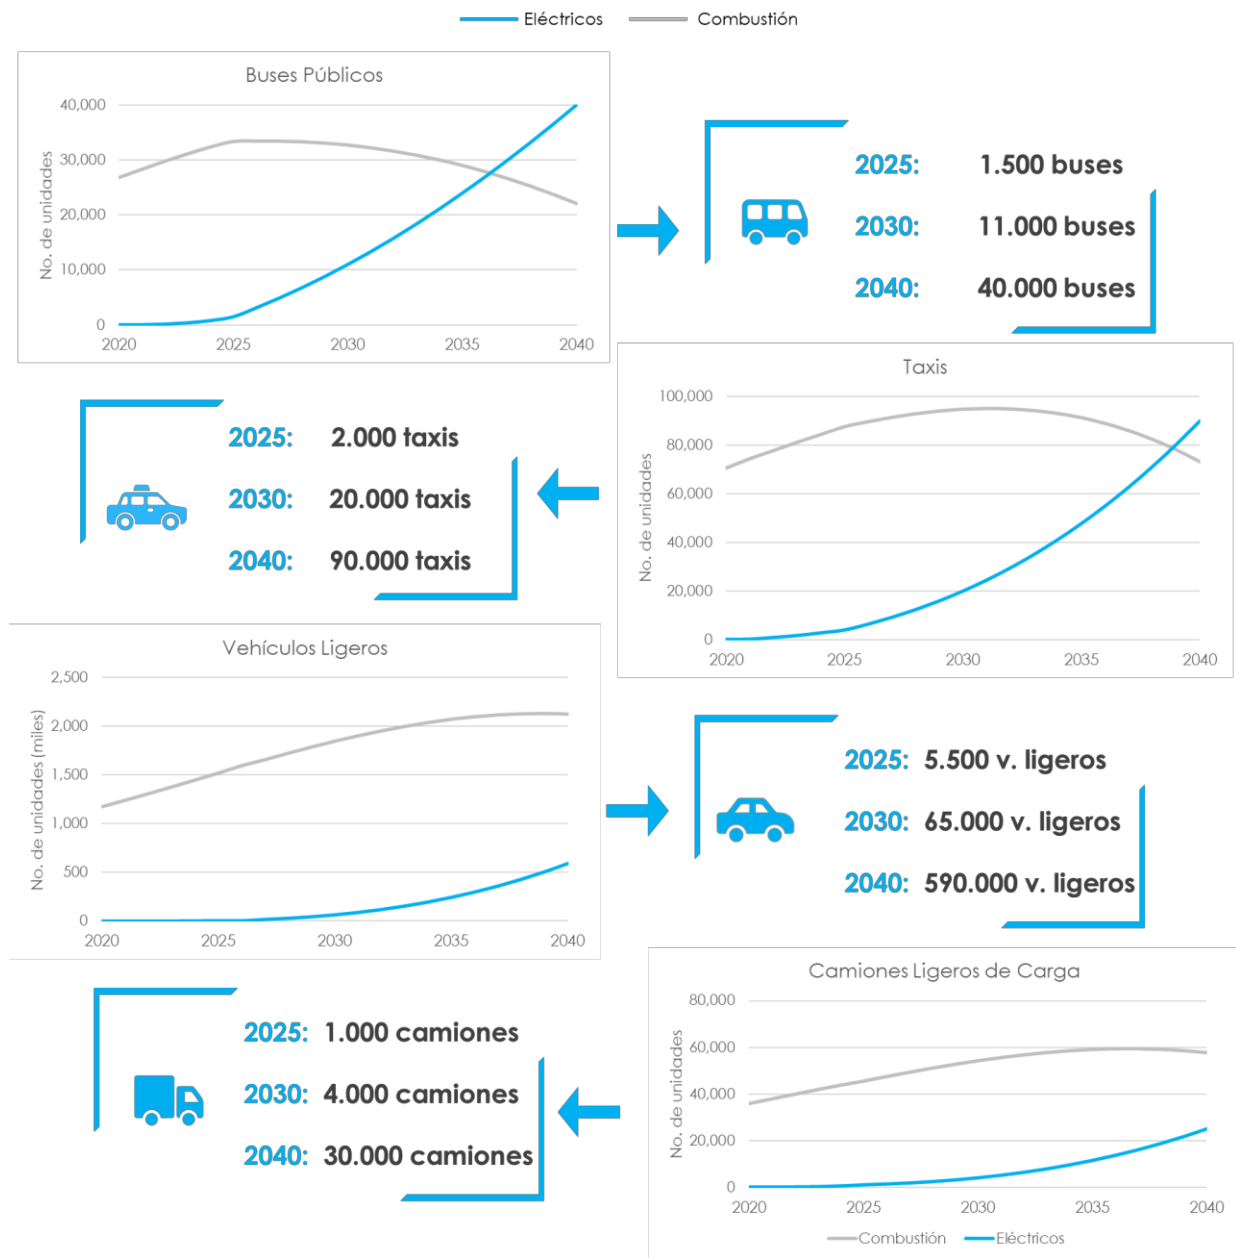 Eléctricos
Combustión
Buses Públicos
No. de unidades
40,000
30,000
20,000
10,000
0
2020 2025 2030 2035 2040
2025: 1.500 buses
2030: 11.000 buses
2040: 40.000 buses
Taxis
No. de unidades
100,000
80,000
60,000
40,000
20,000
0
2020 2025 2030 2035 2040
2025: 2.000 taxis
2030: 20.000 taxis
2040: 90.000 taxis
Vehículos Ligeros
No. de unidades (miles)
2,500
2,000
1,500
1,000
500
0
2020 2025 2030 2035 2040
2025: 5.500 v. ligeros
2030: 65.000 v. ligeros
2040: 590.000 v. ligeros
Camiones Ligeros de Carga
No. de unidades
80,000
60,000
40,000
20,000
0
2020 2025 2030 2035 2040
Combustión
Eléctricos
2025: 1.000 camiones
2030: 4.000 camiones
2040: 30.000 camiones